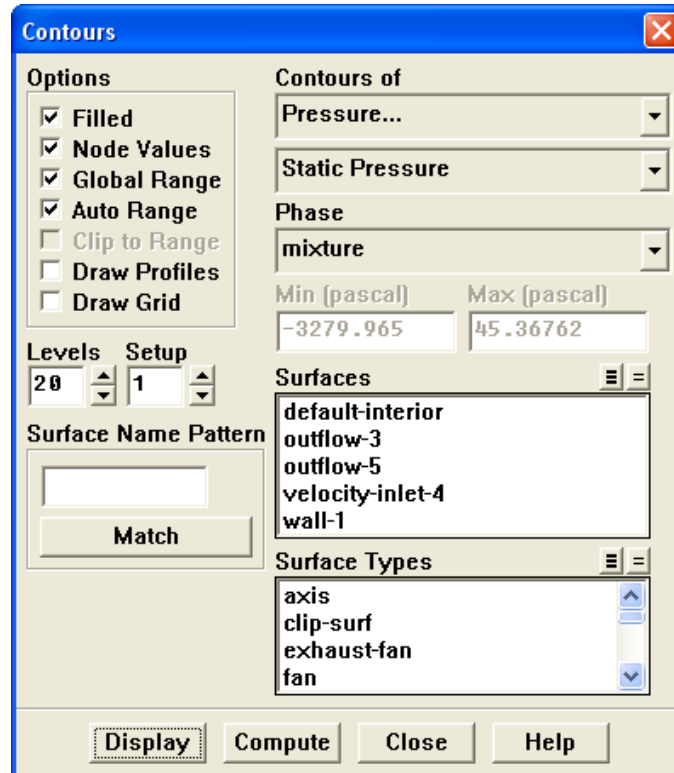 Contours
Options
Filled
Node Values
Global Range
Auto Range
Clip to Range
Draw Profiles
Draw Grid
Levels Setup
20 1
Surface Name Pattern
Match
Contours of
Pressure...
Static Pressure
Phase
mixture
Min (pascal) Max (pascal)
-3279.965 45.36762
Surfaces
default-interior
outflow-3
outflow-5
velocity-inlet-4
wall-1
Surface Types
axis
clip-surf
exhaust-fan
fan
Display Compute Close Help